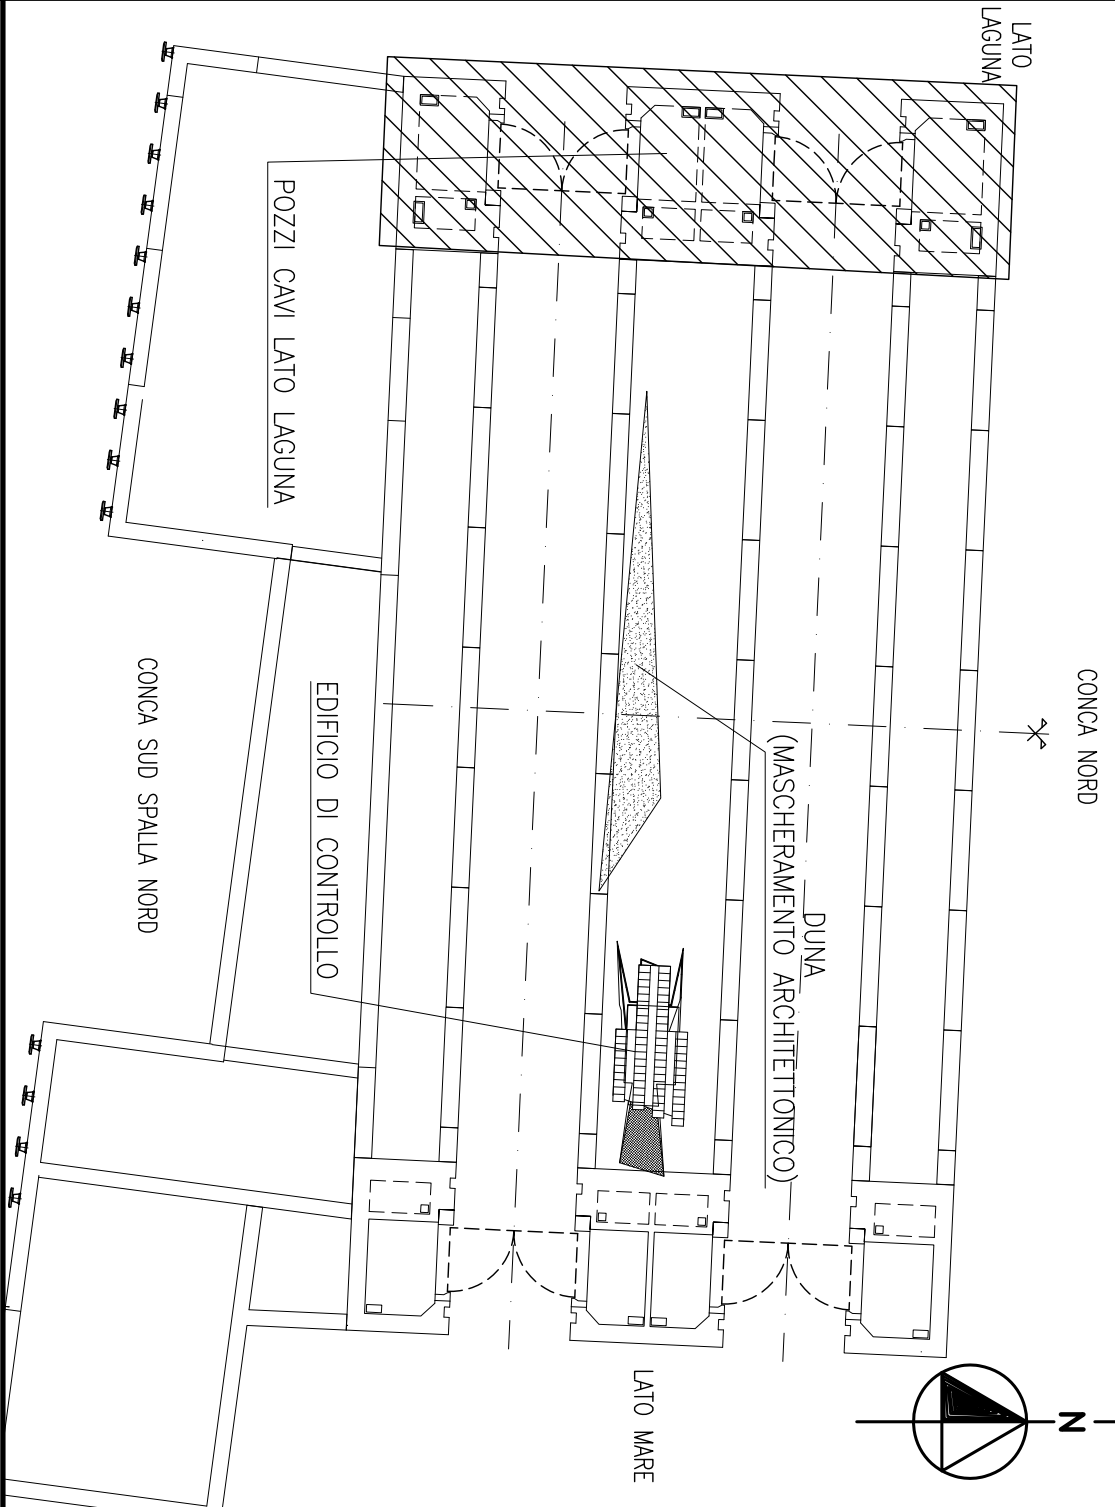 LATO
LAGUNA
CONCA NORD
DUNA
(MASCHERAMENTO ARCHITETTONICO)
LATO MARE
EDIFICIO DI CONTROLLO
POZZI CAVI LATO LAGUNA
CONCA SUD SPALLA NORD
N